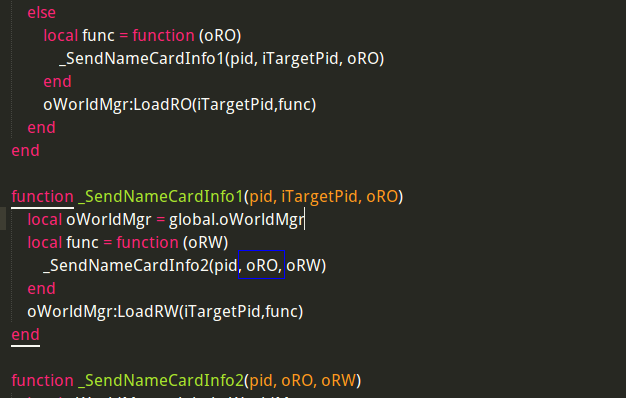 else
local func = function (oRO)
_SendNameCardInfo1(pid, iTargetPid, oRO)
end
oWorldMgr:LoadRO(iTargetPid,func)
end
end
function _SendNameCardInfo1(pid, iTargetPid, oRO)
local oWorldMgr = global.oWorldMgr
local func = function (oRW)
_SendNameCardInfo2(pid, oRO, oRW)
end
oWorldMgr:LoadRW(iTargetPid,func)
end
function _SendNameCardInfo2(pid, oRO, oRW)